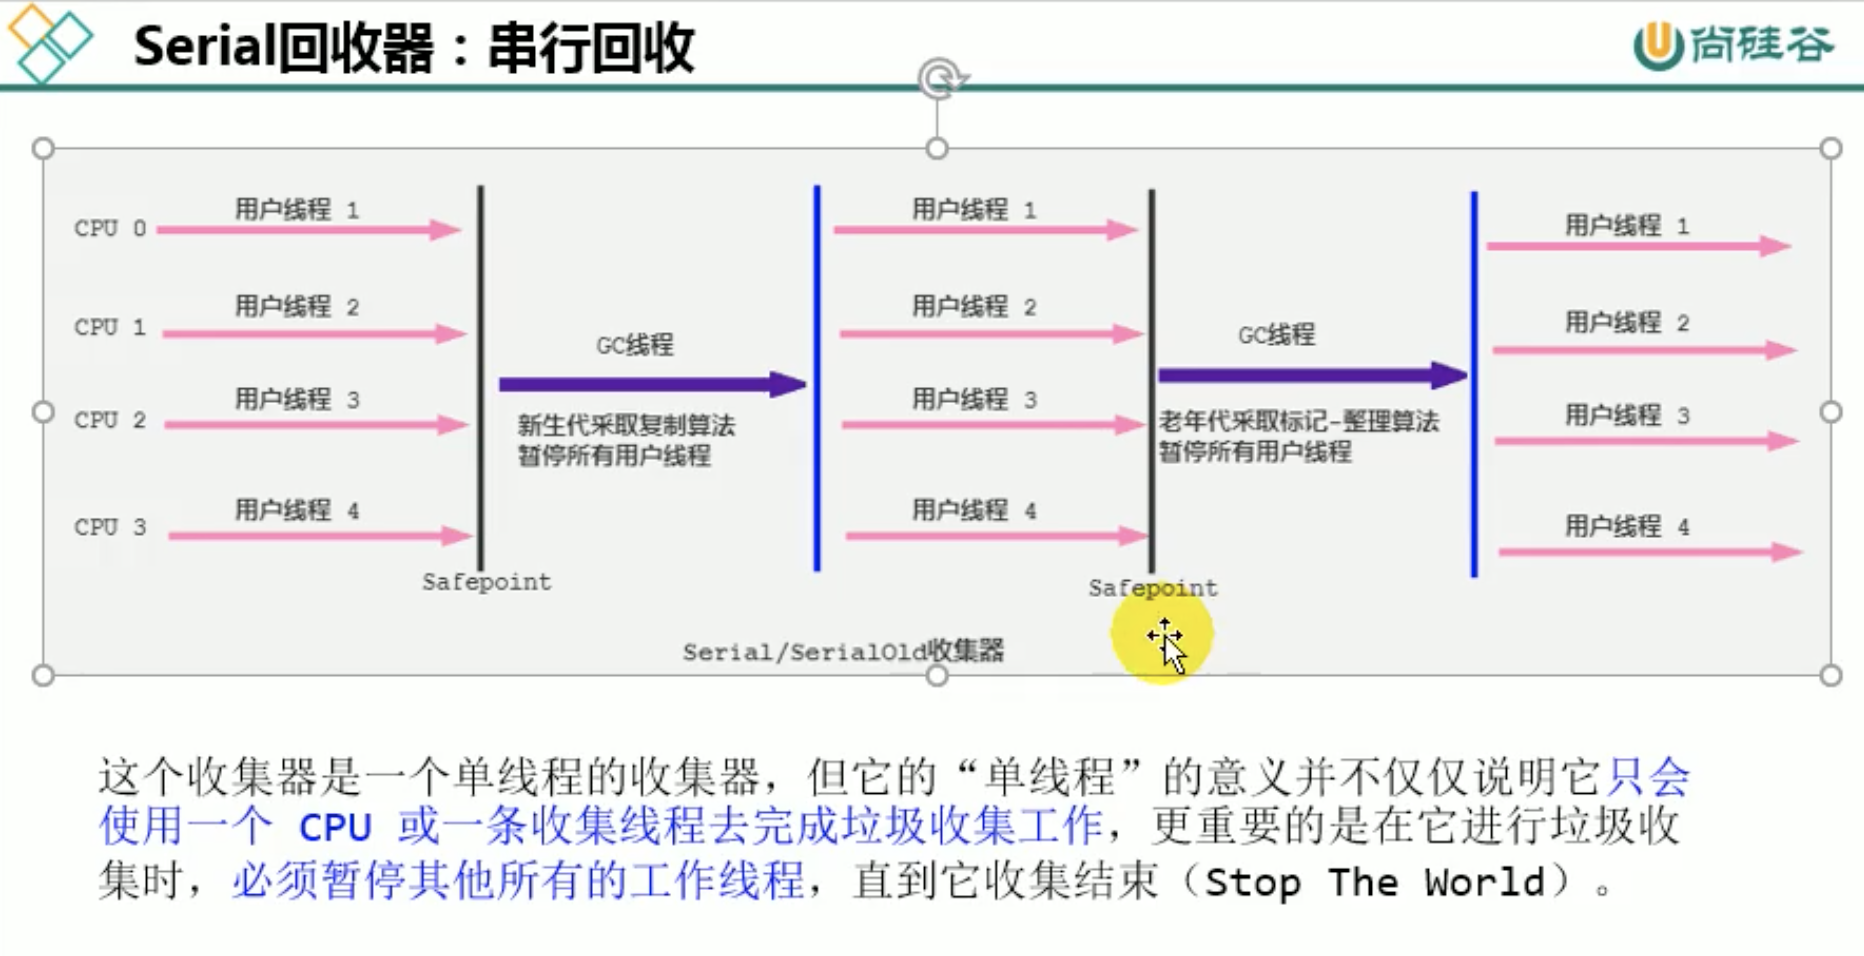 Serial回收器：串行回收
尚硅谷
用户线程 1
用户线程 1
用户线程 1
CPU 0
用户线程 2
用户线程 2
用户线程 2
CPU 1
GC线程
GC线程
用户线程 3
用户线程 3
用户线程 3
CPU 2
新生代采取复制算法
暂停所有用户线程
老年代采取标记-整理算法
暂停所有用户线程
用户线程 4
用户线程 4
用户线程 4
CPU 3
Safepoint
Safepoint
Serial/SerialOld收集器
这个收集器是一个单线程的收集器，但它的“单线程”的意义并不仅仅说明它只会
使用一个 CPU 或一条收集线程去完成垃圾收集工作，更重要的是在它进行垃圾收
集时，必须暂停其他所有的工作线程，直到它收集结束（Stop The World）。